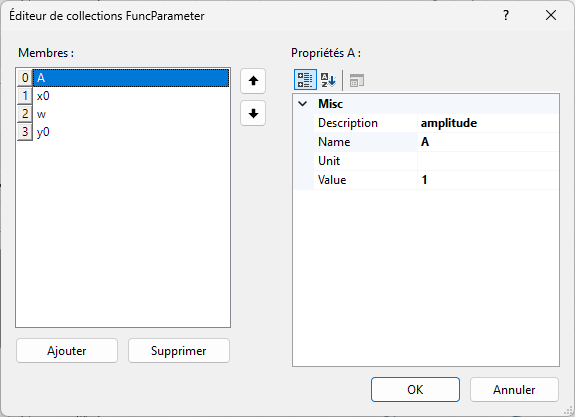 Éditeur de collections FuncParameter
?
Membres :
0 A
1 x0
2 w
3 y0
Propriétés A :
Misc
Description amplitude
Name A
Unit
Value 1
Ajouter
Supprimer
OK
Annuler